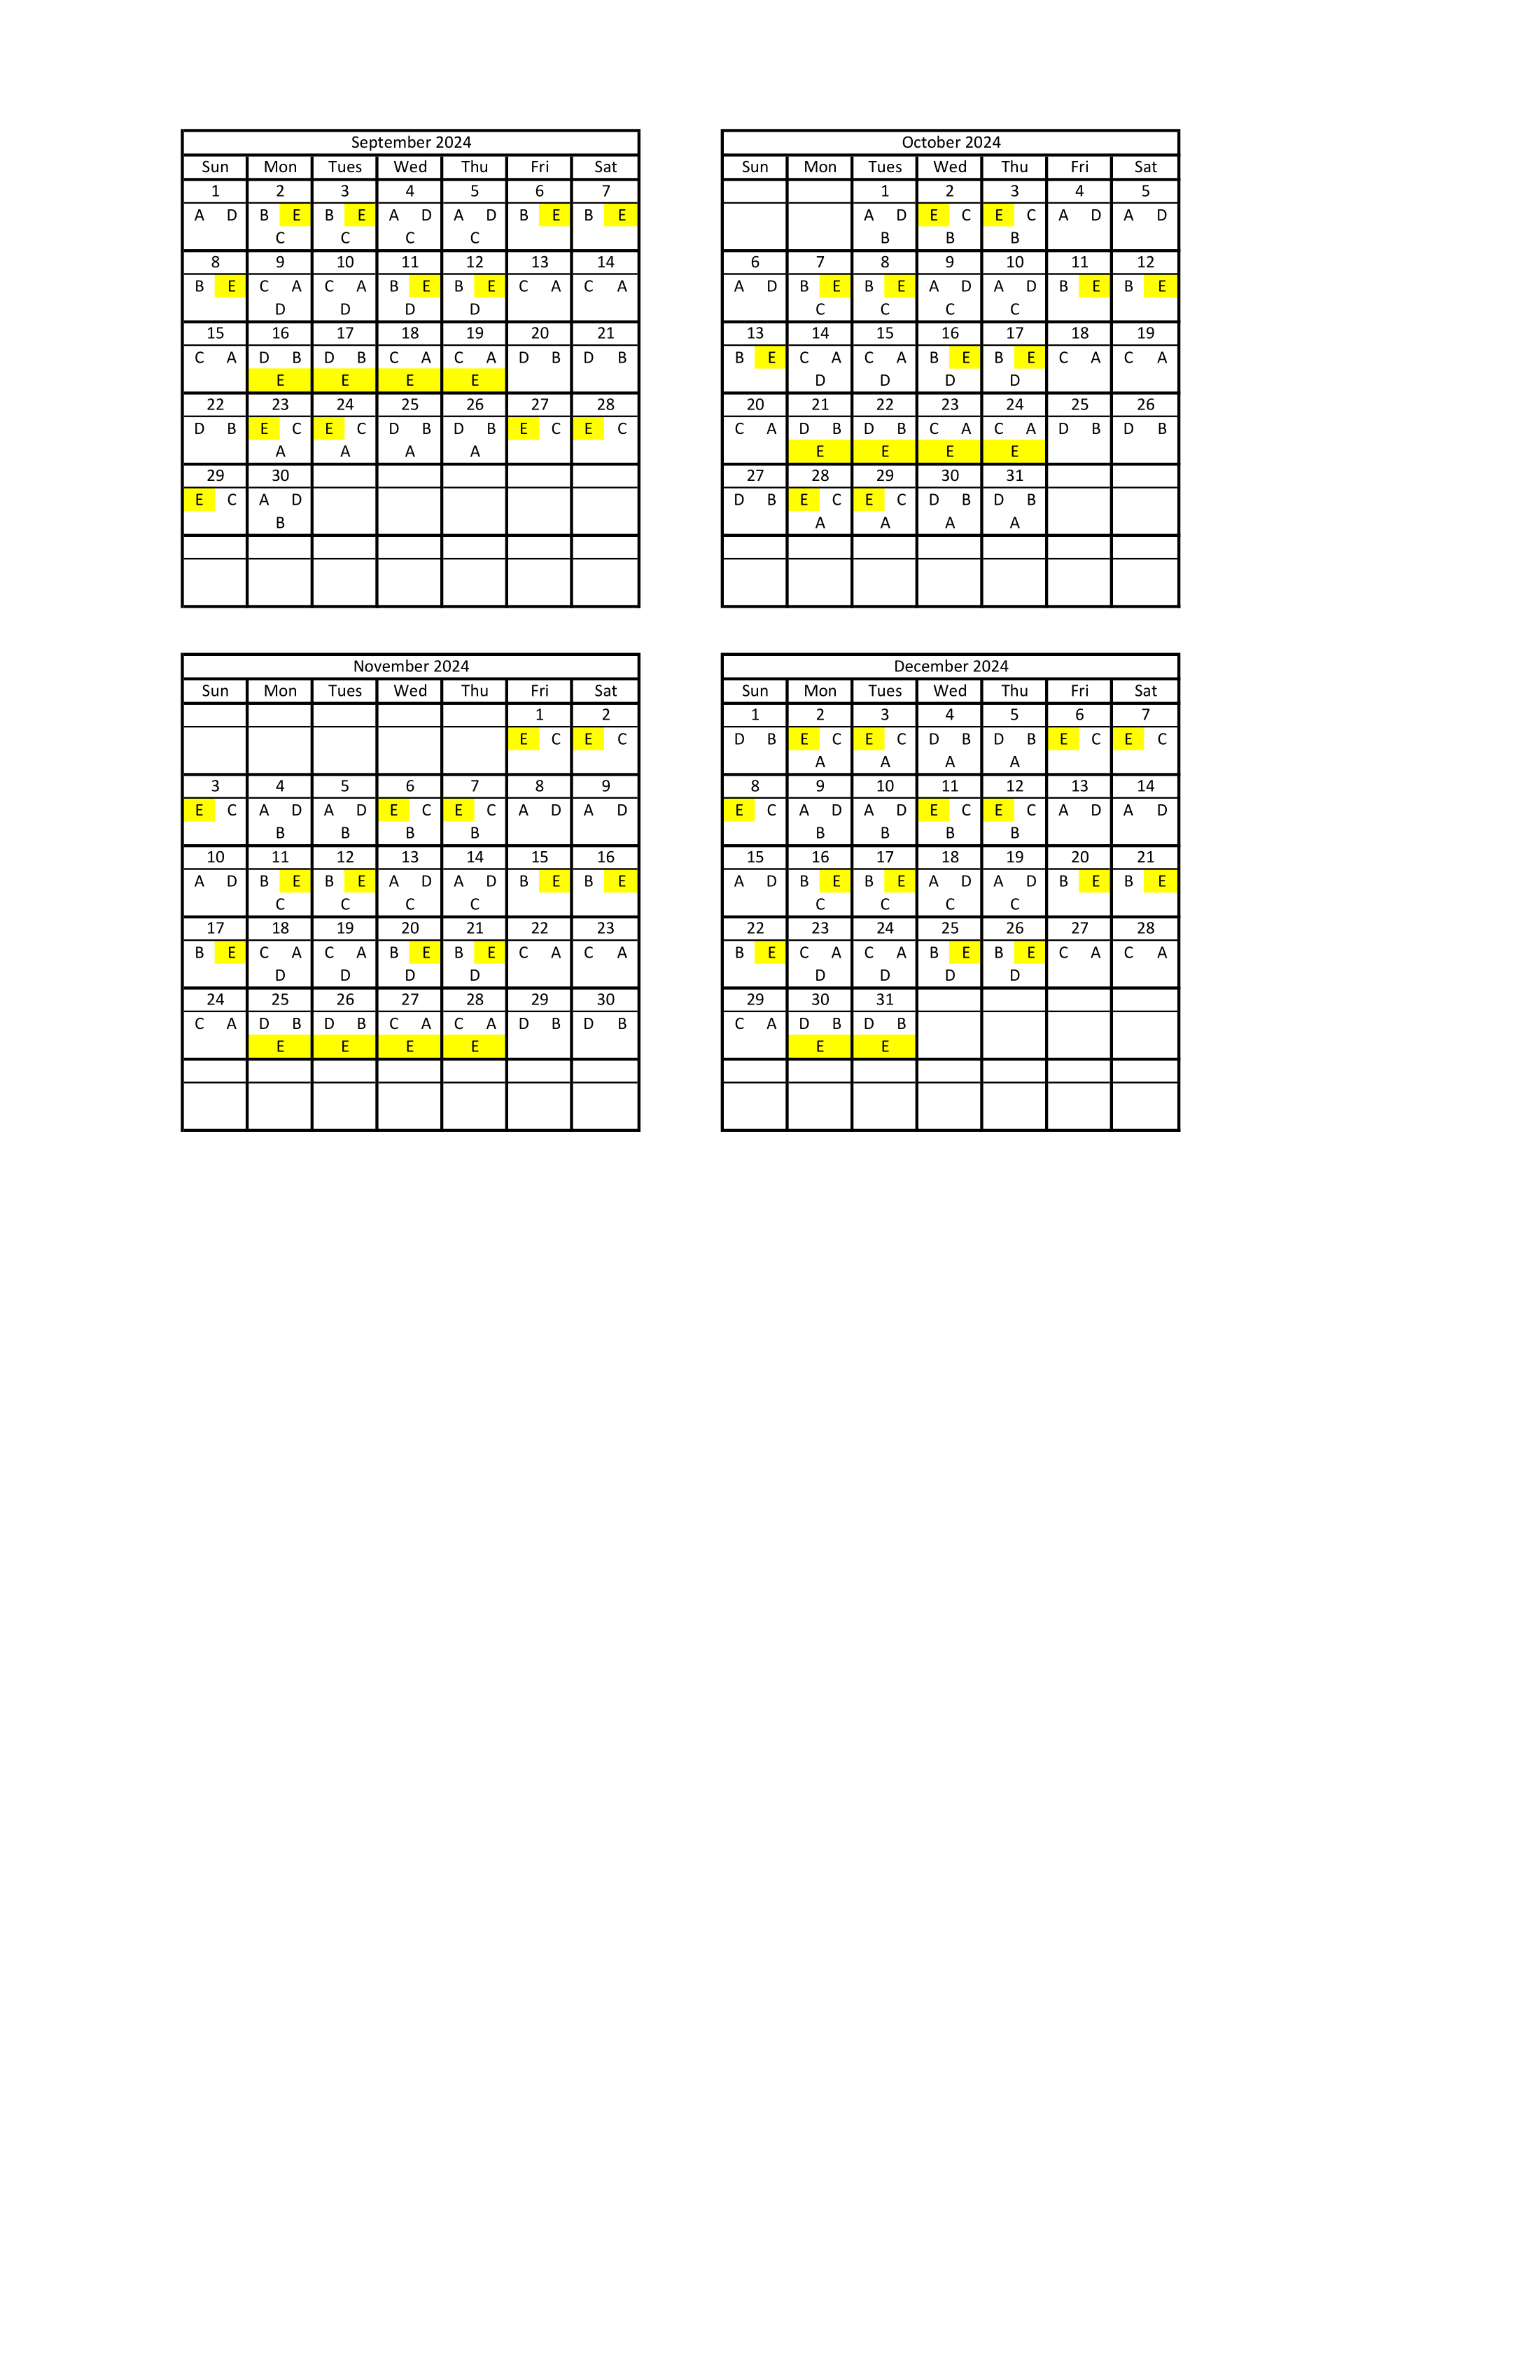 September 2024
Sun Mon Tues Wed Thu Fri Sat
1 2 3 4 5 6 7
A D B E B E A D A D B E B E
C C C C
8 9 10 11 12 13 14
B E C A C A B E B E C A C A
D D D D
15 16 17 18 19 20 21
C A D B D B C A C A D B D B
E E E E
22 23 24 25 26 27 28
D B E C E C D B D B E C E C
A A A A
29 30
E C A D
B
October 2024
Sun Mon Tues Wed Thu Fri Sat
1 2 3 4 5
A D E C E C A D A D
B B B
6 7 8 9 10 11 12
A D B E B E A D A D B E B E
C C C C
13 14 15 16 17 18 19
B E C A C A B E B E C A C A
D D D D
20 21 22 23 24 25 26
C A D B D B C A C A D B D B
E E E E
27 28 29 30 31
D B E C E C D B D B
A A A A
November 2024
Sun Mon Tues Wed Thu Fri Sat
1 2
E C E C
3 4 5 6 7 8 9
E C A D A D E C E C A D A D
B B B B
10 11 12 13 14 15 16
A D B E B E A D A D B E B E
C C C C
17 18 19 20 21 22 23
B E C A C A B E B E C A C A
D D D D
24 25 26 27 28 29 30
C A D B D B C A C A D B D B
E E E E
December 2024
Sun Mon Tues Wed Thu Fri Sat
1 2 3 4 5 6 7
D B E C E C D B D B E C E C
A A A A
8 9 10 11 12 13 14
E C A D A D E C E C A D A D
B B B B
15 16 17 18 19 20 21
A D B E B E A D A D B E B E
C C C C
22 23 24 25 26 27 28
B E C A C A B E B E C A C A
D D D D
29 30 31
C A D B D B
E E